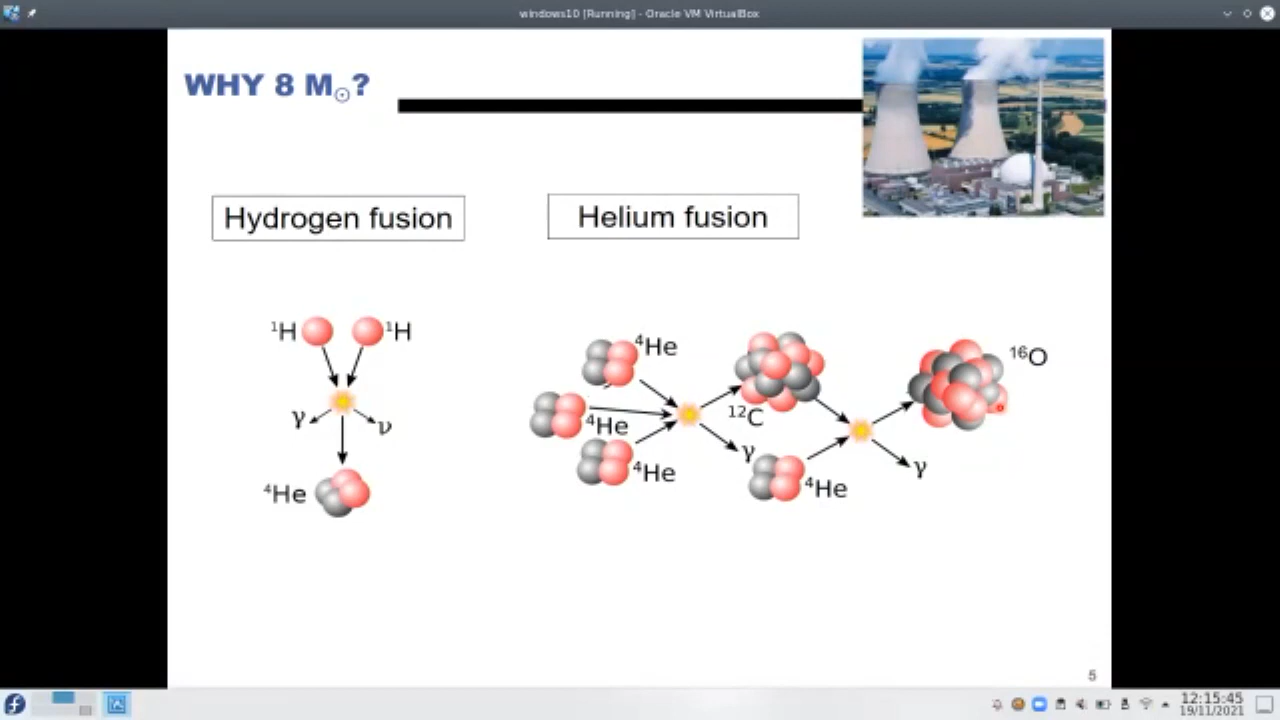 windows10 [Running] - Oracle VM VirtualBox
WHY 8 M☉?
Hydrogen fusion
Helium fusion
¹H
¹H
γ
ν
⁴He
⁴He
⁴He
⁴He
¹²C
γ
⁴He
¹⁶O
γ
5
12:15:45
19/11/2021